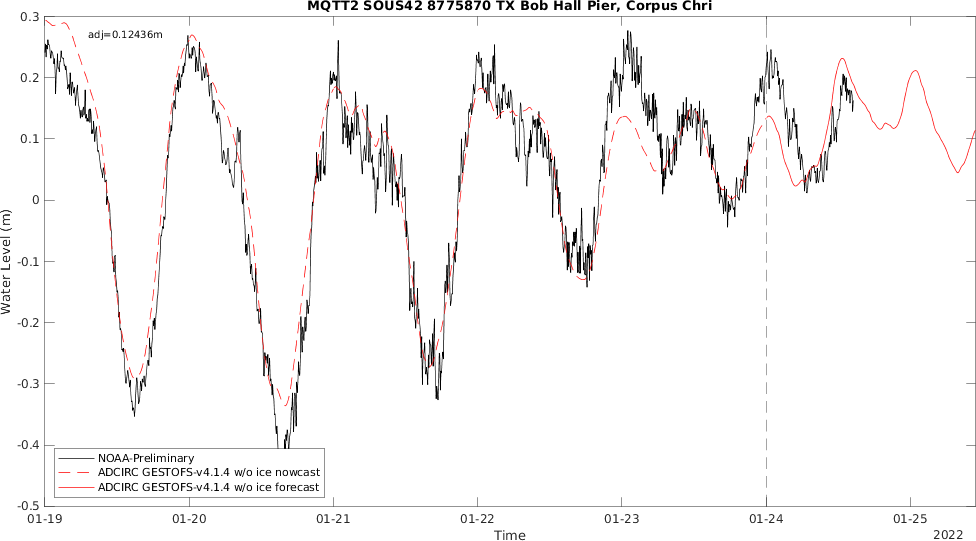 MQTT2 SOUS42 8775870 TX Bob Hall Pier, Corpus Chri
adj=0.12436m
0.3
0.2
0.1
0
-0.1
-0.2
-0.3
-0.4
-0.5
Water Level (m)
NOAA-Preliminary
ADCIRC GESTOFS-v4.1.4 w/o ice nowcast
ADCIRC GESTOFS-v4.1.4 w/o ice forecast
01-19 01-20 01-21 01-22 01-23 01-24 01-25
Time
2022